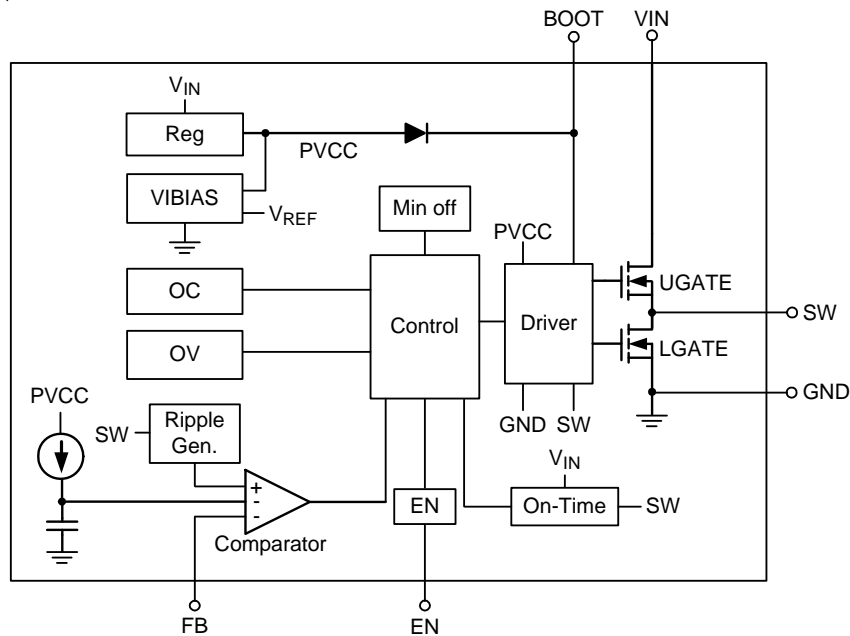 BOOT VIN
VIN
Reg
PVCC
VIBIAS
VREF
Min off
PVCC
OC
UGATE
Control
Driver
SW
OV
LGATE
PVCC
GND
SW
Ripple
Gen.
GND SW
VIN
+
-
-
EN
On-Time
SW
Comparator
FB
EN